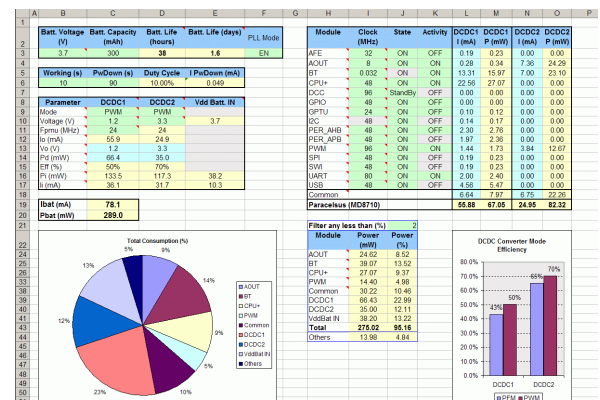 A B C D E F G H I J K L M N O P
1
Batt. Voltage (V) Batt. Capacity (mAh) Batt. Life (hours) Batt. Life (days) PLL Mode
3.7 300 38 1.6 EN
Working (s) PwDown (s) Duty Cycle I PwDown (mA)
10 90 10.00% 0.049
Parameter DCDC1 DCDC2 Vdd Batt. IN
Mode PWM PWM
Voltage (V) 1.2 3.3 3.7
Fpmu (MHz) 24 24
Io (mA) 55.9 24.9
Vo (V) 1.2 3.3
Pd (mW) 66.4 35.0
Eff (%) 50% 70%
Pi (mW) 133.5 117.3 38.2
Ii (mA) 36.1 31.7 10.3
Ibat (mA) 78.1
Pbat (mW) 289.0
Module Clock (MHz) State Activity DCDC1 I (mA) DCDC1 P (mW) DCDC2 I (mA) DCDC2 P (mW)
AFE 32 ON OFF 0.19 0.23 0.00 0.00
AOUT 8 ON ON 0.28 0.34 7.36 24.29
BT 0.032 ON ON 13.31 15.97 7.00 23.10
CPU+ 48 ON ON 22.56 27.07 0.00 0.00
DCC 96 StandBy OFF 0.00 0.00 0.00 0.00
GPIO 48 ON OFF 0.00 0.00 0.00 0.00
GPTU 24 ON OFF 0.10 0.12 0.00 0.00
I2C 48 ON OFF 0.14 0.17 0.00 0.00
PER_AHB 48 ON OFF 2.30 2.76 0.00 0.00
PER_APB 48 ON OFF 1.97 2.36 0.00 0.00
PWM 48 ON ON 1.44 1.73 3.84 12.67
SPI 48 ON OFF 0.19 0.23 0.00 0.00
SWI 48 ON OFF 0.19 0.23 0.00 0.00
UART 80 ON ON 2.00 2.40 0.00 0.00
USB 48 ON OFF 4.56 5.47 0.00 0.00
Common 6.64 7.97 6.75 22.26
Paracelsus (MD8710) 55.88 67.05 24.95 82.32
Filter any less than (%) 2
Module Power (mW) Power (%)
AOUT 24.62 8.52
BT 39.07 13.52
CPU+ 27.07 9.37
PWM 14.40 4.98
Common 30.22 10.46
DCDC1 66.43 22.99
DCDC2 35.00 12.11
VddBat IN 38.20 13.22
Total 275.02 95.16
Others 13.98 4.84
Total Consumption (%)
9%
14%
9%
5%
10%
23%
12%
13%
5%
AOUT
BT
CPU+
PWM
Common
DCDC1
DCDC2
VddBat IN
Others
DCDC Converter Mode Efficiency
80.0%
70.0%
60.0%
50.0%
40.0%
30.0%
20.0%
10.0%
0.0%
43% 50% 65% 70%
DCDC1 DCDC2
PFM PWM